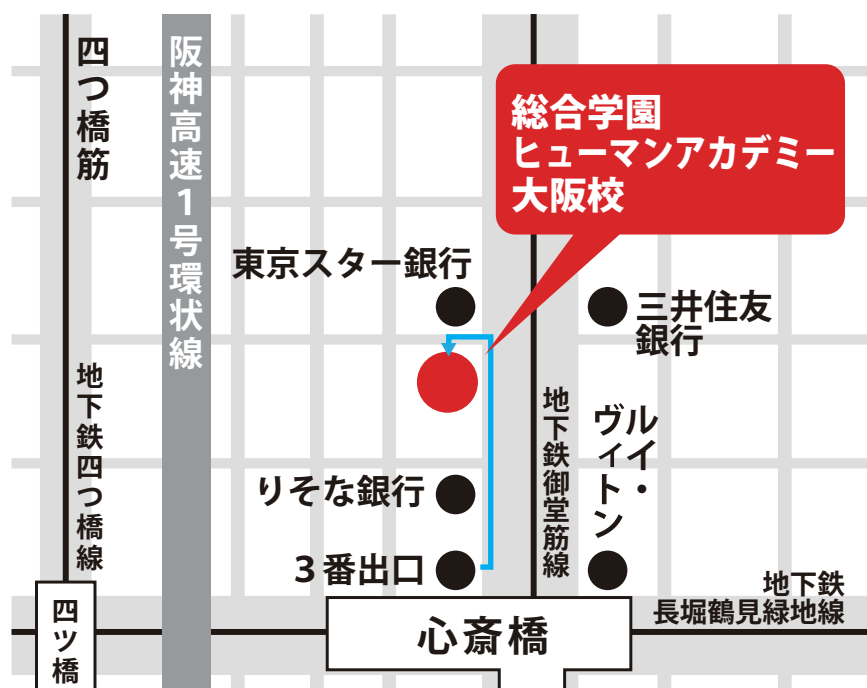 四つ橋筋
阪神高速1号環状線
総合学園
ヒューマンアカデミー
大阪校
東京スター銀行
三井住友
銀行
地下鉄四つ橋線
地下鉄御堂筋線
ルイ・
ヴィトン
りそな銀行
3番出口
地下鉄
長堀鶴見緑地線
四ツ橋
心斎橋